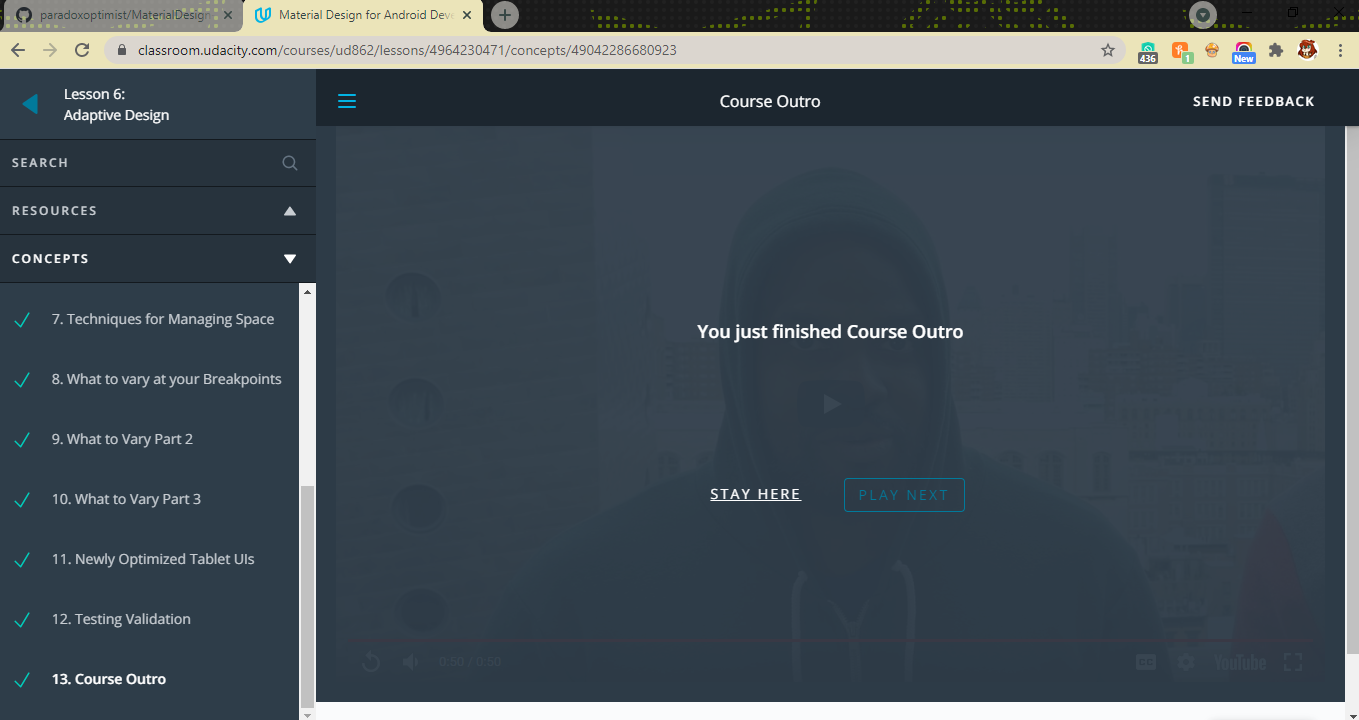 paradoxoptimist/MaterialDesign
Material Design for Android Deve
classroom.udacity.com/courses/ud862/lessons/4964230471/concepts/49042286680923
436
1
New
Lesson 6:
Adaptive Design
Course Outro
SEND FEEDBACK
SEARCH
RESOURCES
CONCEPTS
7. Techniques for Managing Space
8. What to vary at your Breakpoints
9. What to Vary Part 2
10. What to Vary Part 3
11. Newly Optimized Tablet UIs
12. Testing Validation
13. Course Outro
You just finished Course Outro
STAY HERE
PLAY NEXT
0:50 / 0:50
CC
YouTube